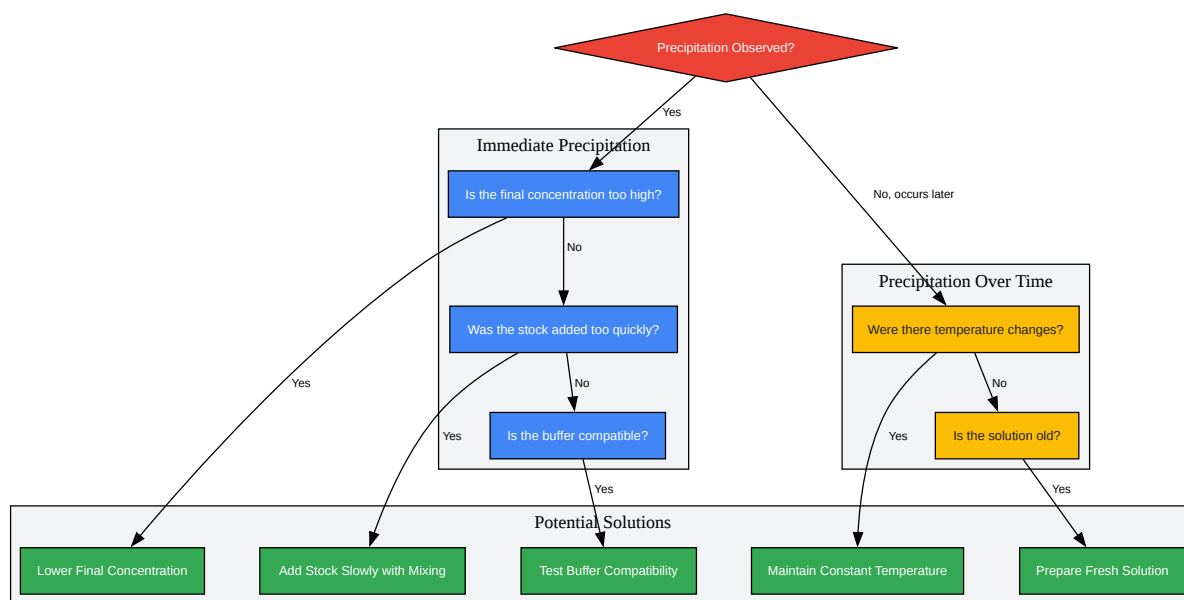 Precipitation Observed?
Yes
Immediate Precipitation
Is the final concentration too high?
No, occurs later
No
Precipitation Over Time
Was the stock added too quickly?
Were there temperature changes?
Yes
No
No
Is the buffer compatible?
Is the solution old?
Yes
Yes
Yes
Yes
Potential Solutions
Lower Final Concentration
Add Stock Slowly with Mixing
Test Buffer Compatibility
Maintain Constant Temperature
Prepare Fresh Solution